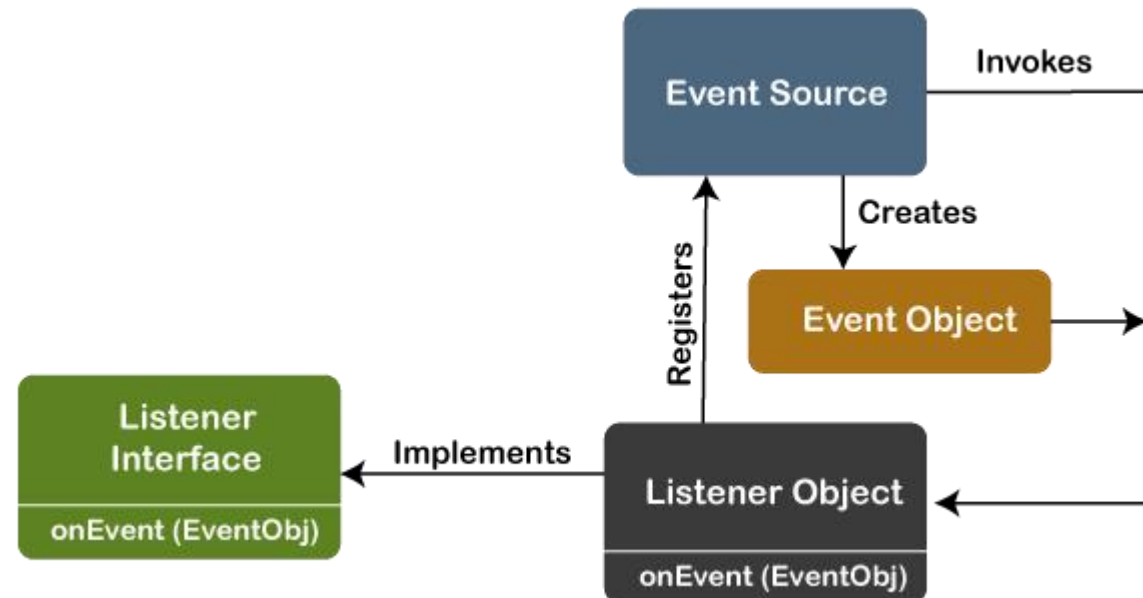 Event Source
Invokes
Creates
Registers
Event Object
Listener
Interface
onEvent (EventObj)
Implements
Listener Object
onEvent (EventObj)